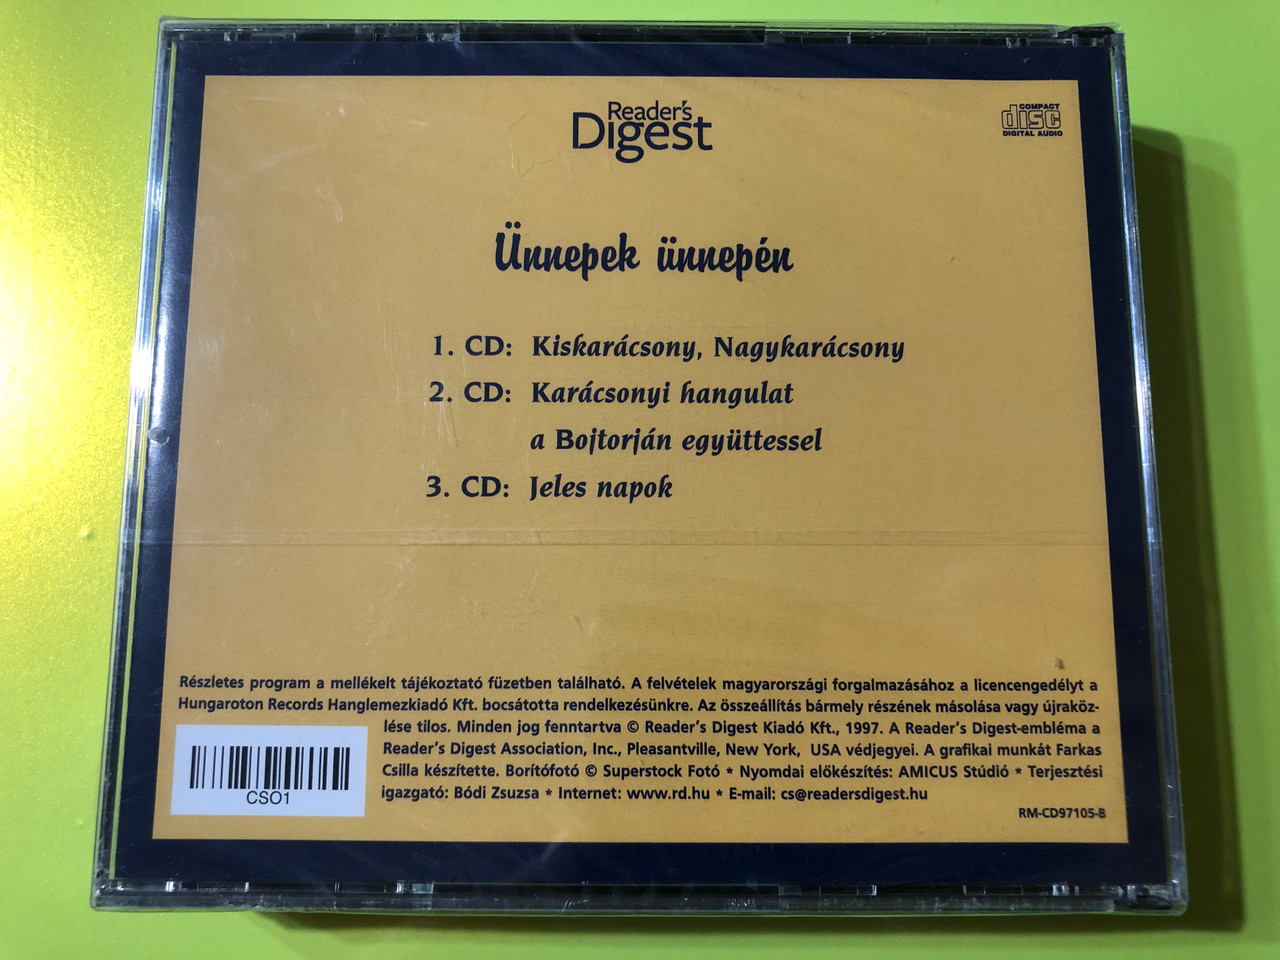 Reader's
Digest
COMPACT
disc
DIGITAL AUDIO
Ünnepek ünnepén
1. CD: Kiskarácsony, Nagykarácsony
2. CD: Karácsonyi hangulat
a Bojtorján együttessel
3. CD: Jeles napok
Részletes program a mellékelt tájékoztató füzetben található. A felvételek magyarországi forgalmazásához a licencengedélyt a
Hungaroton Records Hanglemezkiadó Kft. bocsátotta rendelkezésünkre. Az összeállítás bármely részének másolása vagy újraköz-
lése tilos. Minden jog fenntartva © Reader's Digest Kiadó Kft., 1997. A Reader's Digest-embléma a
Reader's Digest Association, Inc., Pleasantville, New York, USA védjegyei. A grafikai munkát Farkas
Csilla készítette. Borítófotó © Superstock Fotó * Nyomdai előkészítés: AMICUS Stúdió * Terjesztési
igazgató: Bódi Zsuzsa * Internet: www.rd.hu * E-mail: cs@readersdigest.hu
CSO1
RM-CD97105-B